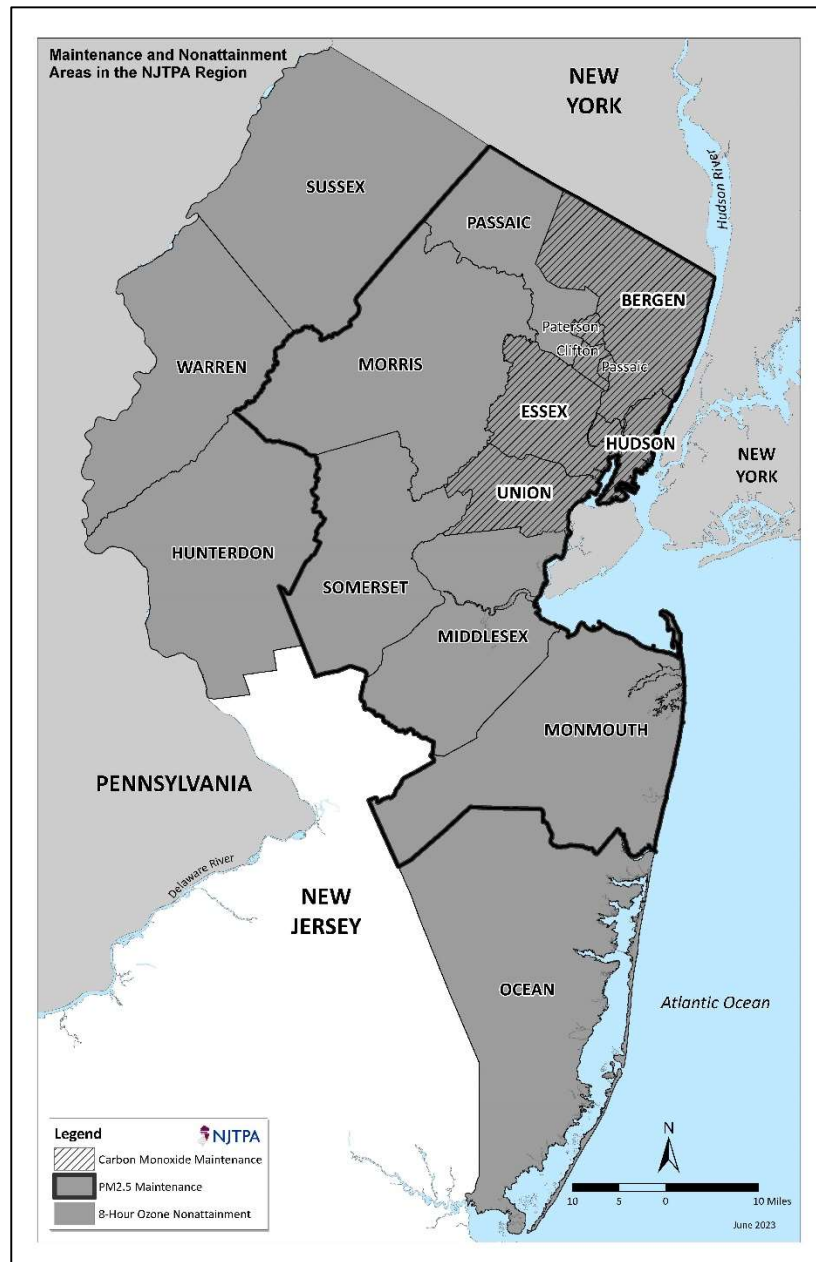 Maintenance and Nonattainment
Areas in the NJTPA Region
NEW
YORK
Hudson River
SUSSEX
PASSAIC
BERGEN
Paterson
Clifton
Passaic
WARREN
MORRIS
ESSEX
HUDSON
NEW
YORK
UNION
HUNTERDON
SOMERSET
MIDDLESEX
MONMOUTH
PENNSYLVANIA
Delaware River
NEW
JERSEY
OCEAN
Atlantic Ocean
Legend
NJTPA
Carbon Monoxide Maintenance
PM2.5 Maintenance
8-Hour Ozone Nonattainment
N
10 5 0 10 Miles
June 2023